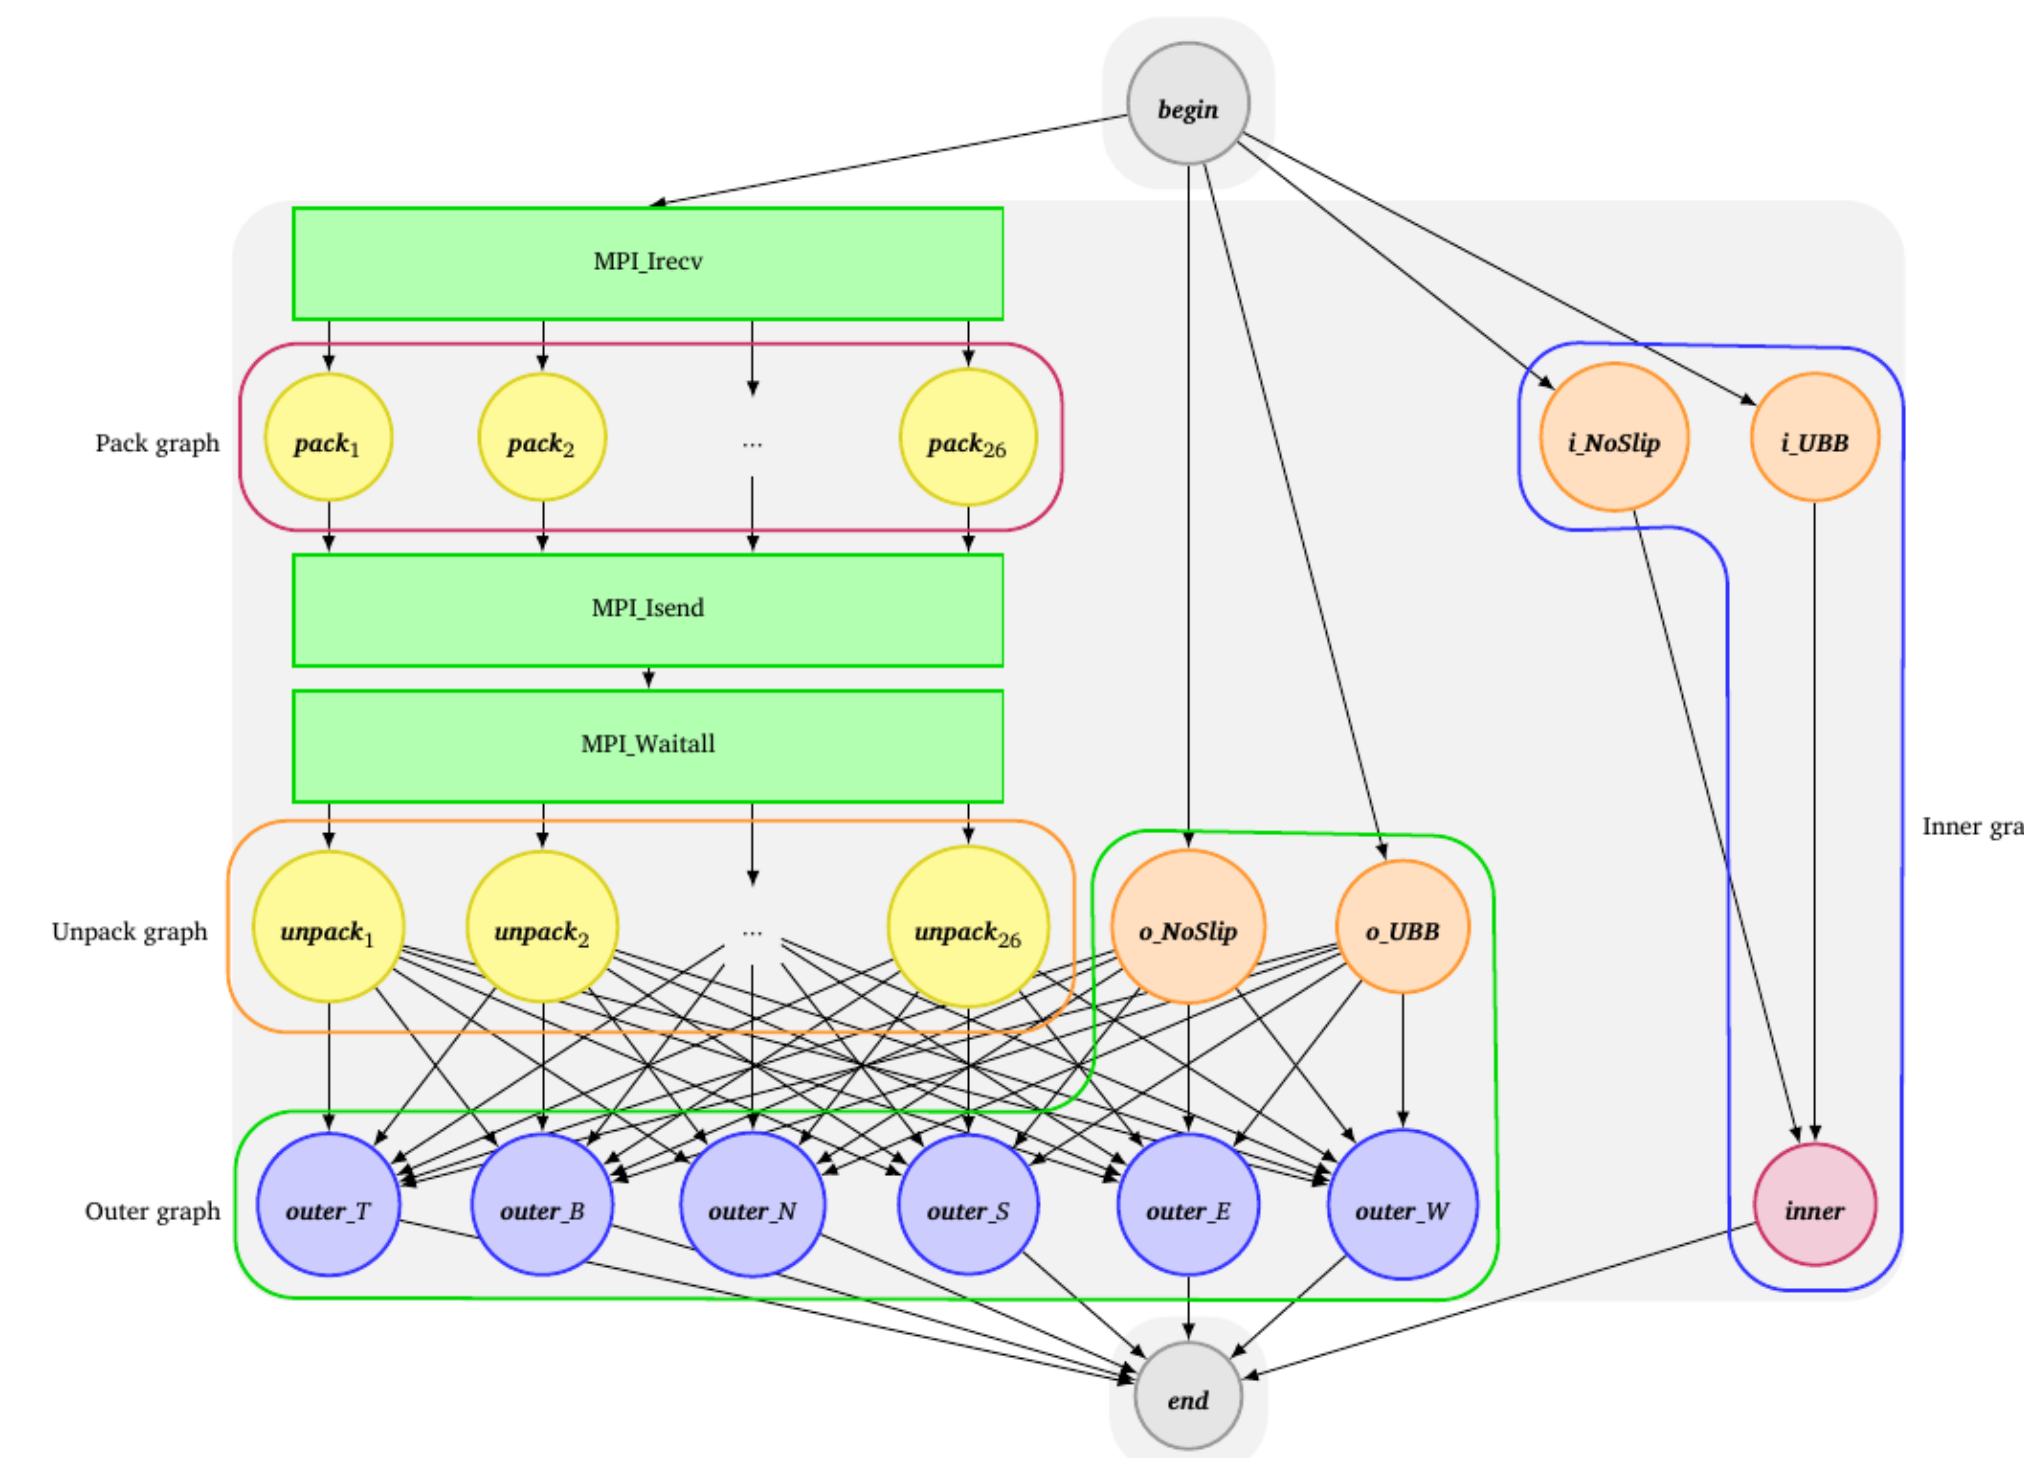 begin
MPI_Irecv
Pack graph
pack1
pack2
...
pack26
i_NoSlip
i_UBB
MPI_Isend
MPI_Waitall
Inner gra
Unpack graph
unpack1
unpack2
...
unpack26
o_NoSlip
o_UBB
Outer graph
outer_T
outer_B
outer_N
outer_S
outer_E
outer_W
inner
end